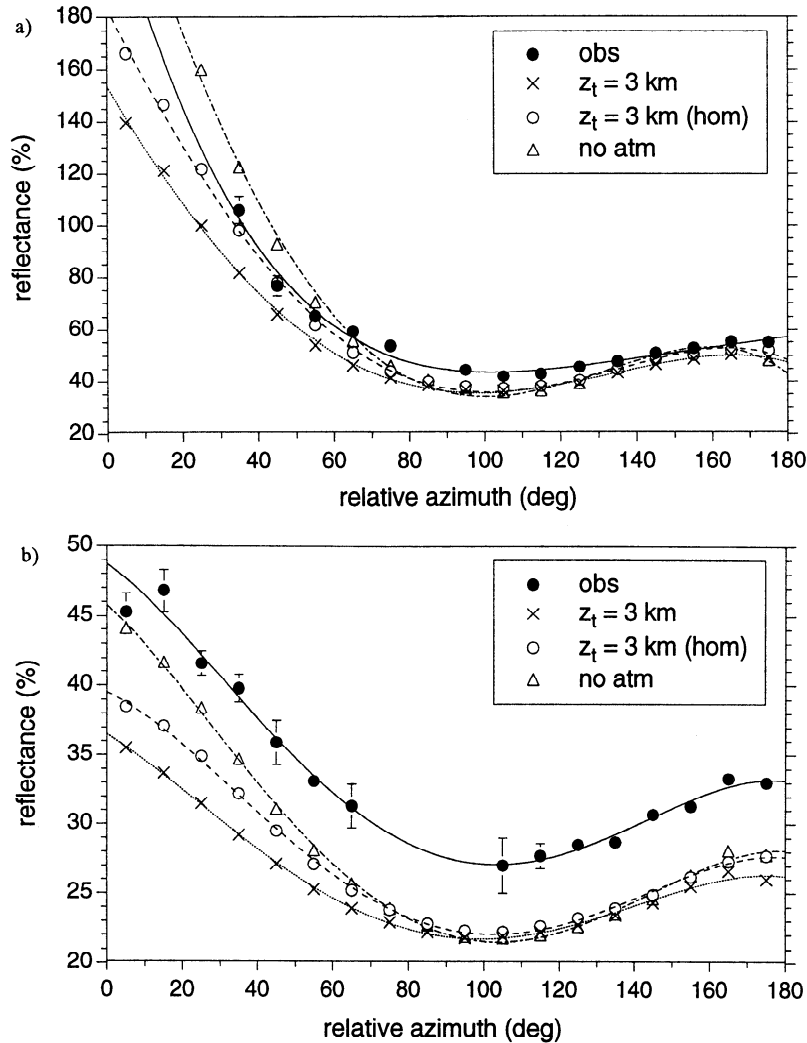 a)
180
160
140
120
100
80
60
40
20
reflectance (%)
obs
z_t = 3 km
z_t = 3 km (hom)
no atm
0 20 40 60 80 100 120 140 160 180
relative azimuth (deg)
b)
50
45
40
35
30
25
20
reflectance (%)
obs
z_t = 3 km
z_t = 3 km (hom)
no atm
0 20 40 60 80 100 120 140 160 180
relative azimuth (deg)